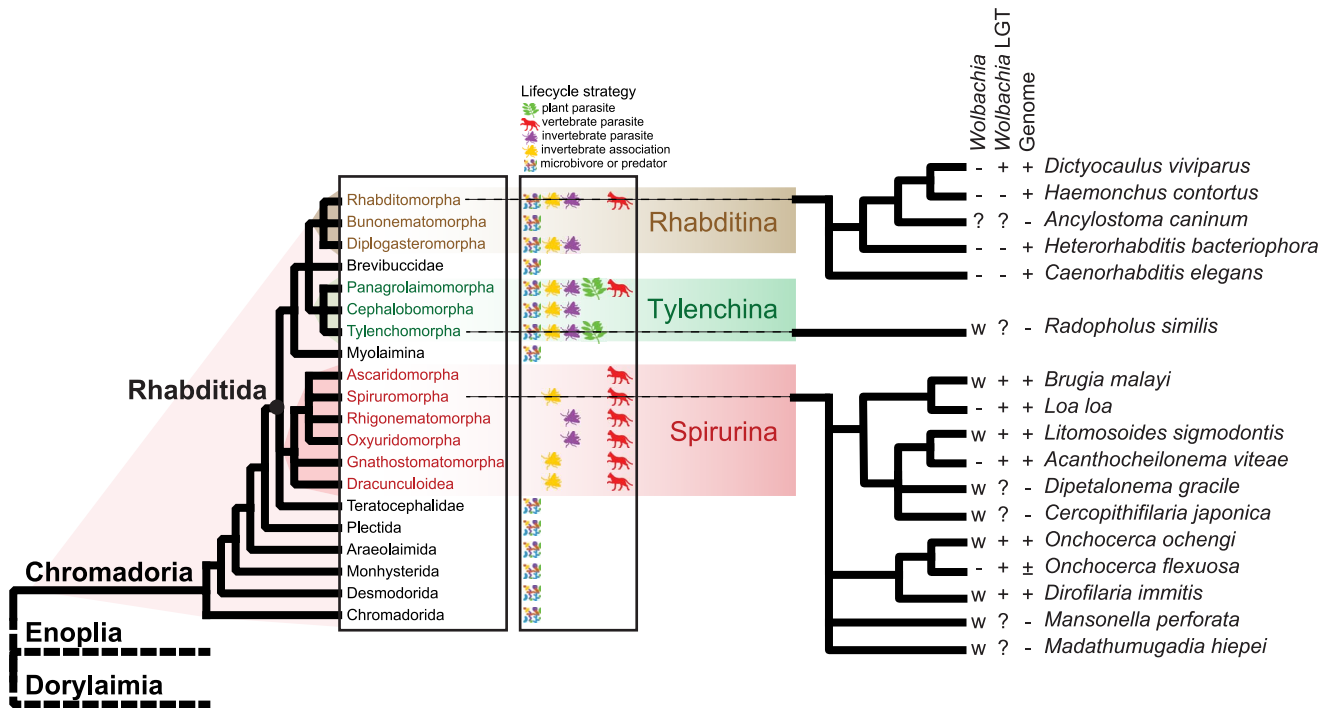 Wolbachia
Wolbachia LGT
Genome
Lifecycle strategy
plant parasite
vertebrate parasite
invertebrate parasite
invertebrate association
microbivore or predator
Rhabditomorpha
Bunonematomorpha
Diplogasteromorpha
Brevibuccidae
Panagrolaimomorpha
Cephalobomorpha
Tylenchomorpha
Myolaimina
Ascaridomorpha
Spiruromorpha
Rhigonematomorpha
Oxyuridomorpha
Gnathostomatomorpha
Dracunculoidea
Teratocephalidae
Plectida
Araeolaimida
Monhysterida
Desmodorida
Chromadorida
Rhabditida
Chromadoria
Enoplia
Dorylaimia
Rhabditina
Tylenchina
Spirurina
- + + Dictyocaulus viviparus
- - + Haemonchus contortus
? ? - Ancylostoma caninum
- - + Heterorhabditis bacteriophora
- - + Caenorhabditis elegans
w ? - Radopholus similis
w + + Brugia malayi
- + + Loa loa
w + + Litomosoides sigmodontis
- + + Acanthocheilonema viteae
w ? - Dipetalonema gracile
w ? - Cercopithifilaria japonica
w + + Onchocerca ochengi
- + ± Onchocerca flexuosa
w + + Dirofilaria immitis
w ? - Mansonella perforata
w ? - Madathumugadia hiepei